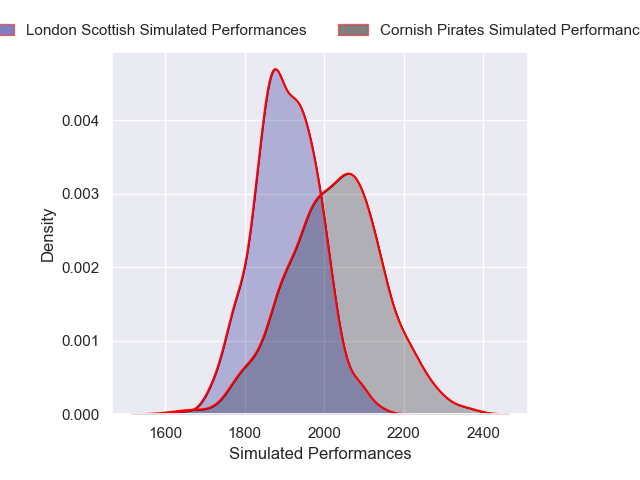 London Scottish Simulated Performances Cornish Pirates Simulated Performanc
0.004
0.003
0.002
0.001
0.000
Density
1600 1800 2000 2200 2400
Simulated Performances